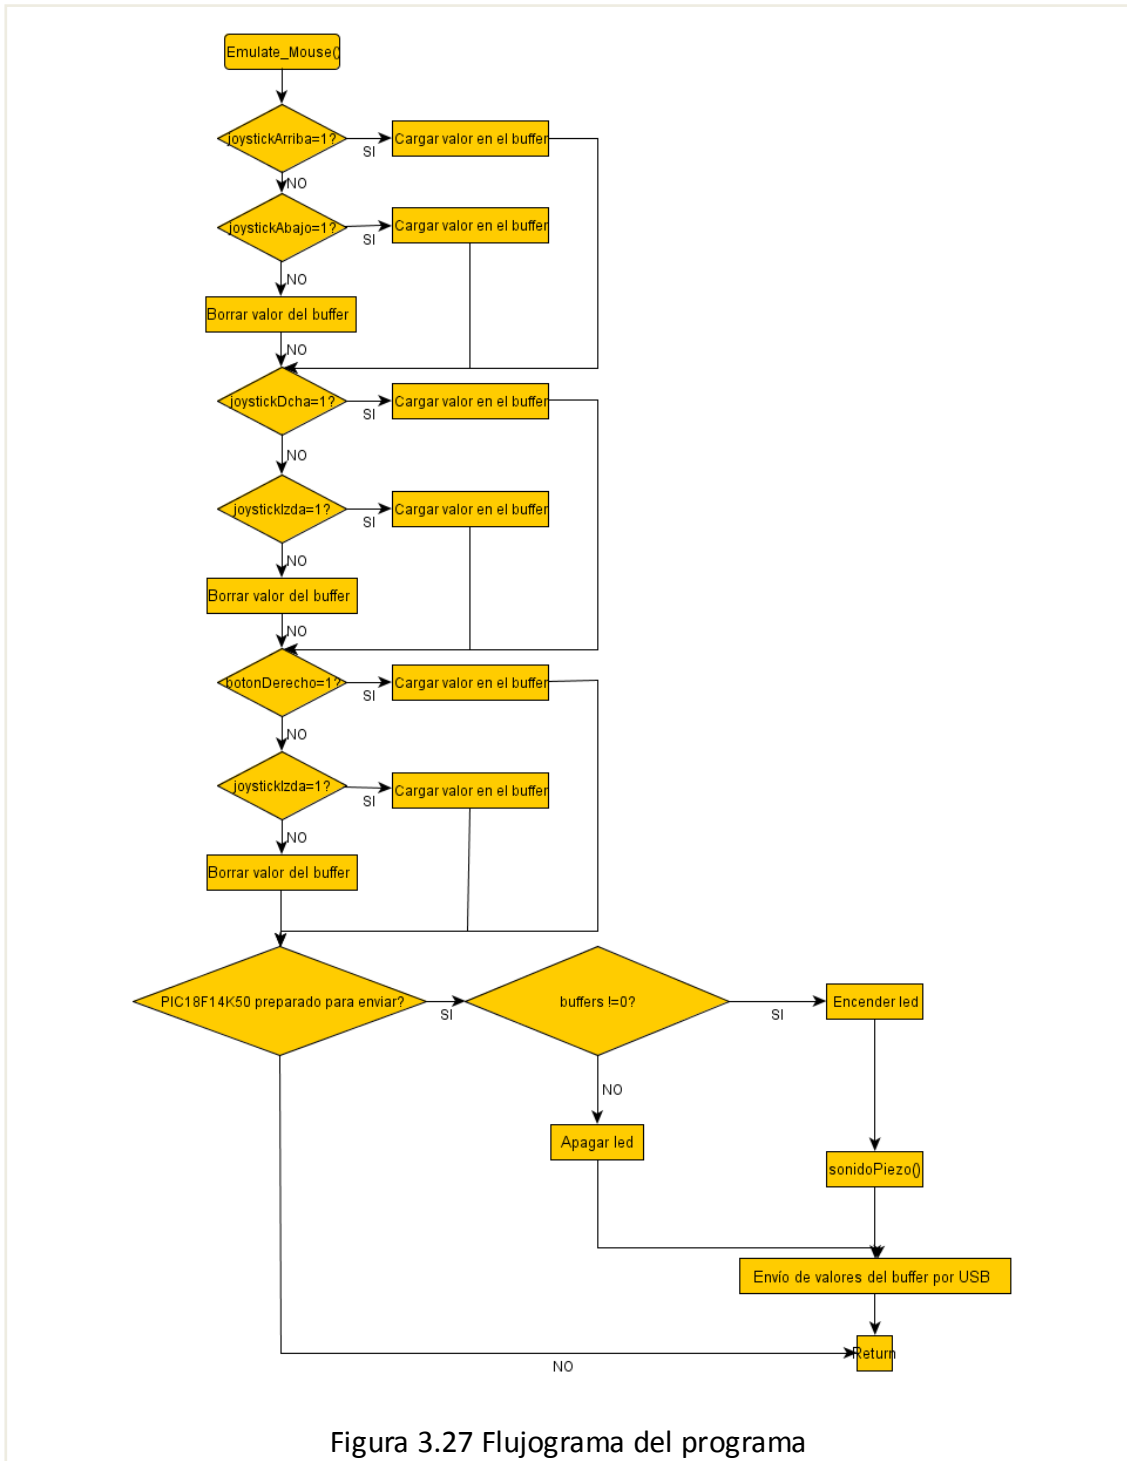 Emulate_Mouse()
joystickArriba=1?
SI
Cargar valor en el buffer
NO
joystickAbajo=1?
SI
Cargar valor en el buffer
NO
Borrar valor del buffer
NO
joystickDcha=1?
SI
Cargar valor en el buffer
NO
joystickIzda=1?
SI
Cargar valor en el buffer
NO
Borrar valor del buffer
NO
botonDerecho=1?
SI
Cargar valor en el buffer
NO
joystickIzda=1?
SI
Cargar valor en el buffer
NO
Borrar valor del buffer
PIC18F14K50 preparado para enviar?
SI
buffers !=0?
SI
Encender led
NO
Apagar led
sonidoPiezo()
Envío de valores del buffer por USB
Return
NO
Figura 3.27 Flujograma del programa